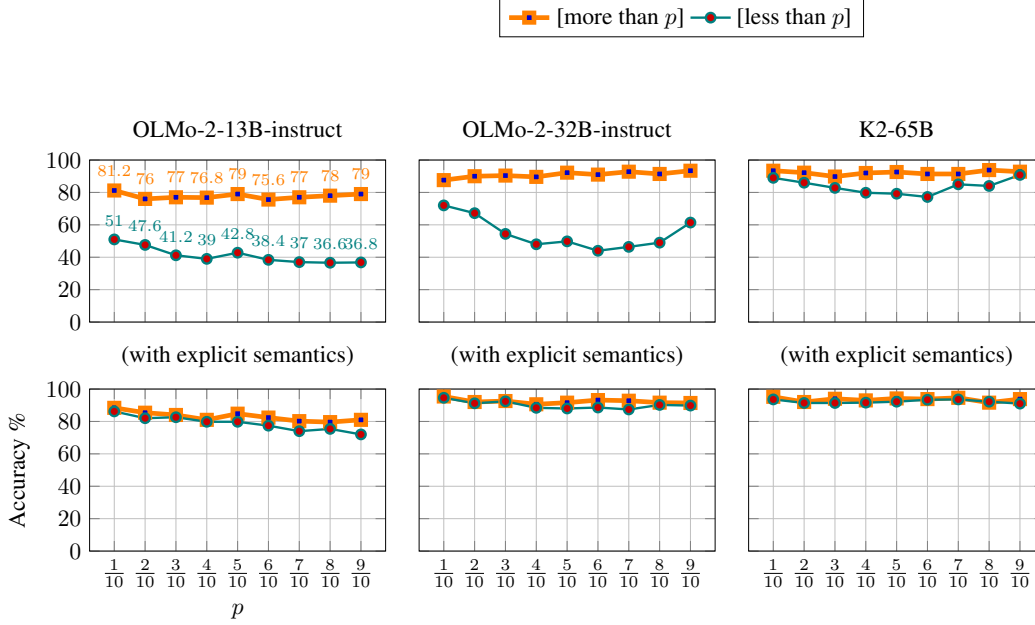 [more than p] [less than p]
OLMo-2-13B-instruct
OLMo-2-32B-instruct
K2-65B
100
80
60
40
20
0
81.2 76 77 76.8 79 75.6 77 78 79
51 47.6 41.2 39 42.8 38.4 37 36.6 36.8
(with explicit semantics)
(with explicit semantics)
(with explicit semantics)
Accuracy %
100
80
60
40
20
0
1/10 2/10 3/10 4/10 5/10 6/10 7/10 8/10 9/10
1/10 2/10 3/10 4/10 5/10 6/10 7/10 8/10 9/10
1/10 2/10 3/10 4/10 5/10 6/10 7/10 8/10 9/10
p